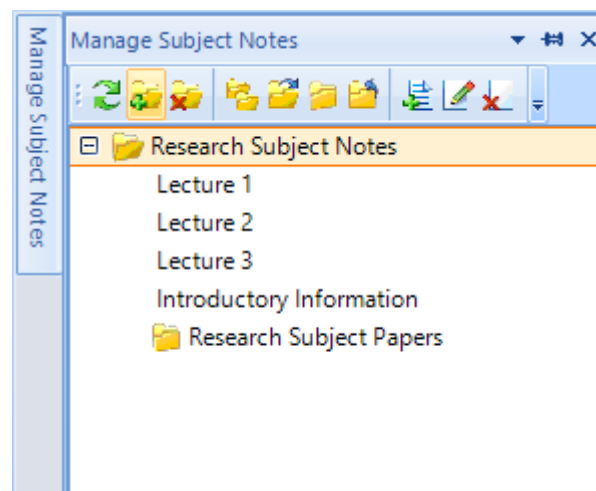 Manage Subject Notes
Manage Subject Notes
Research Subject Notes
Lecture 1
Lecture 2
Lecture 3
Introductory Information
Research Subject Papers